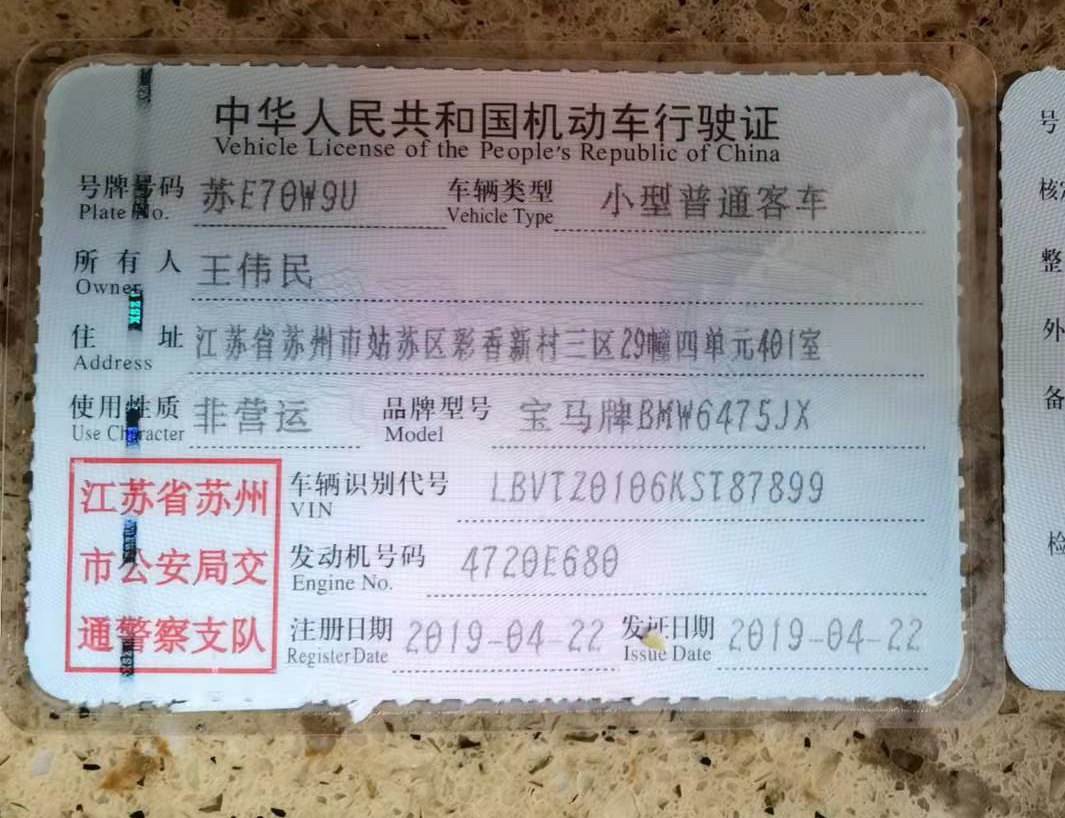 中华人民共和国机动车行驶证
Vehicle License of the People's Republic of China
号牌号码 苏E70W9U 车辆类型 小型普通客车
Plate No. Vehicle Type
所有人 王伟民
Owner
住址 江苏省苏州市姑苏区彩香新村三区29幢四单元401室
Address
使用性质 非营运 品牌型号 宝马牌BMW6475JX
Use Character Model
江苏省苏州
市公安局交
通警察支队
车辆识别代号 LBVTZ0106KST87899
VIN
发动机号码 4720E680
Engine No.
注册日期 2019-04-22 发证日期 2019-04-22
Register Date Issue Date
号
核
整
外
备
检